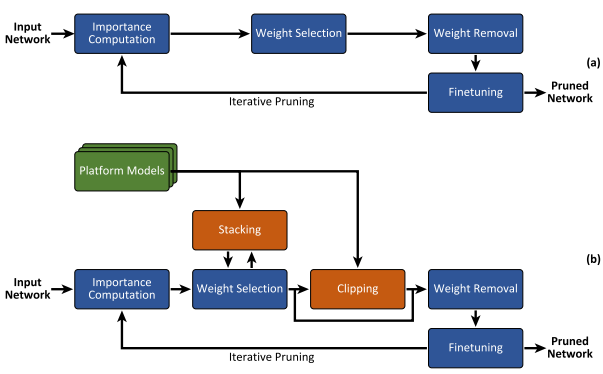 Input
Network
Importance
Computation
Weight Selection
Weight Removal
(a)
Finetuning
Pruned
Network
Iterative Pruning
Platform Models
Stacking
(b)
Input
Network
Importance
Computation
Weight Selection
Clipping
Weight Removal
Finetuning
Pruned
Network
Iterative Pruning